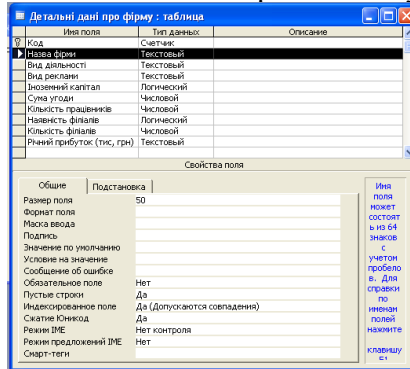 Детальні дані про фірму : таблица
Имя поля Тип данных Описание
Код Счетчик
Назва фірми Текстовый
Вид діяльності Текстовый
Вид реклами Текстовый
Іноземний капітал Логический
Сума угоди Числовой
Кількість працівників Числовой
Наявність філіалів Логический
Кількість філіалів Числовой
Річний прибуток (тис, грн) Текстовый
Свойства поля
Общие Подстановка
Размер поля 50
Формат поля
Маска ввода
Подпись
Значение по умолчанию
Условие на значение
Сообщение об ошибке
Обязательное поле Нет
Пустые строки Да
Индексированное поле Да (Допускаются совпадения)
Сжатие Юникод Да
Режим IME Нет контроля
Режим предложений IME Нет
Смарт-теги
Имя
поля
может
состоят
ь из 64
знаков
с
учетом
пробело
в. Для
справки
по
именам
полей
нажмите
клавишу
F1